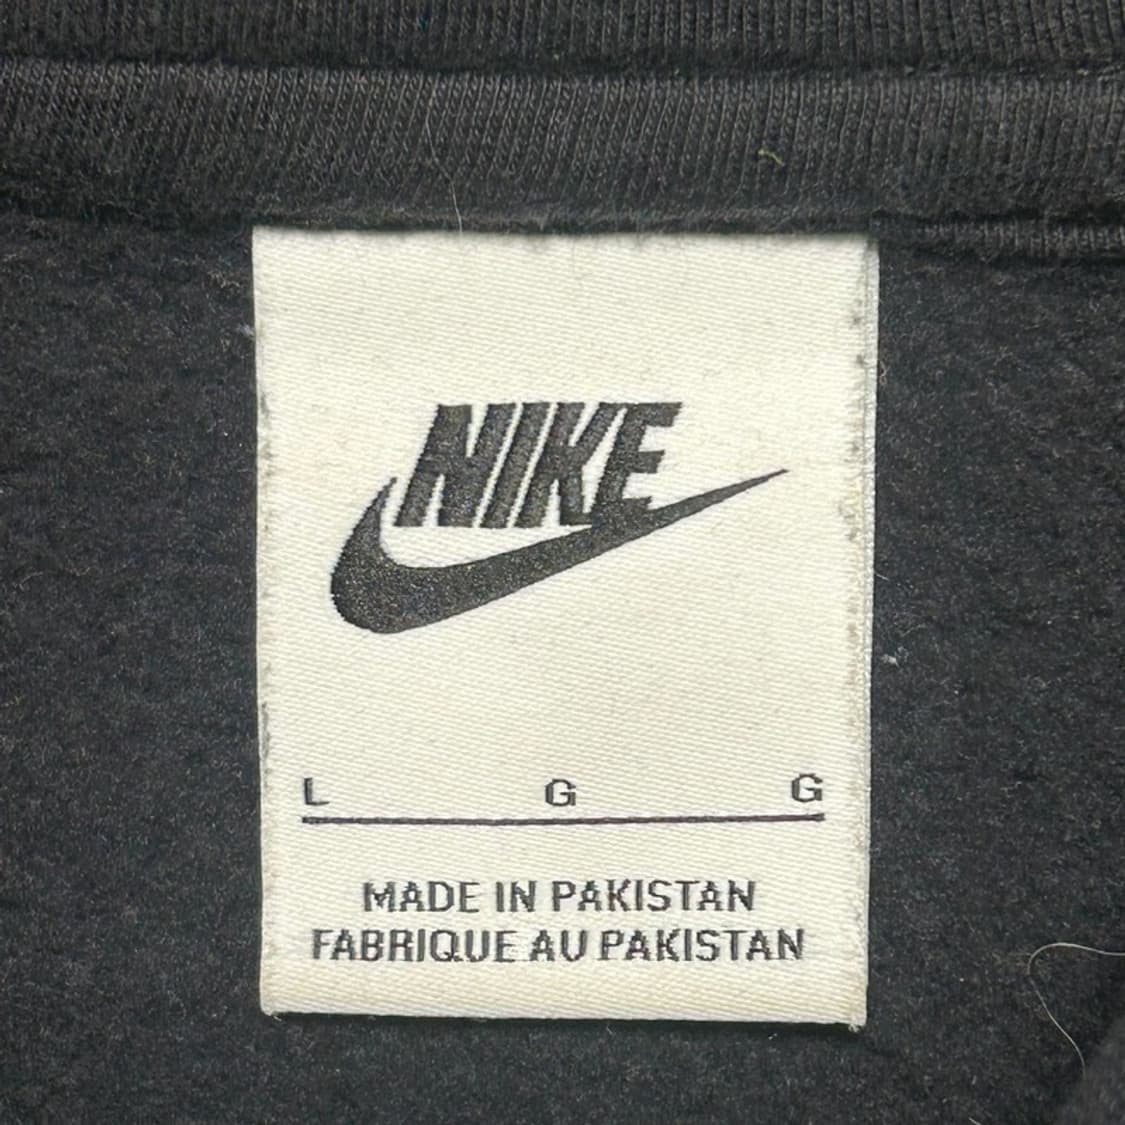 NIKE
L G G
MADE IN PAKISTAN
FABRIQUE AU PAKISTAN